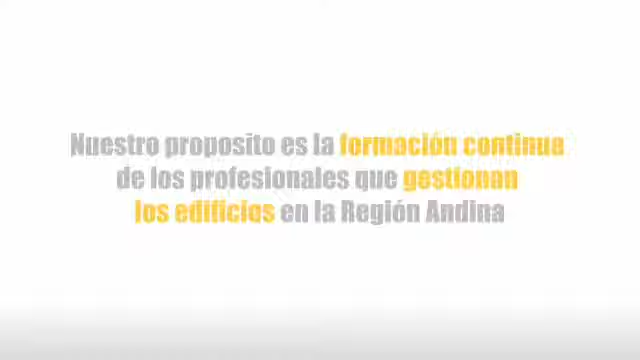 Nuestro proposito es la formación continua
de los profesionales que gestionan
los edificios en la Región Andina